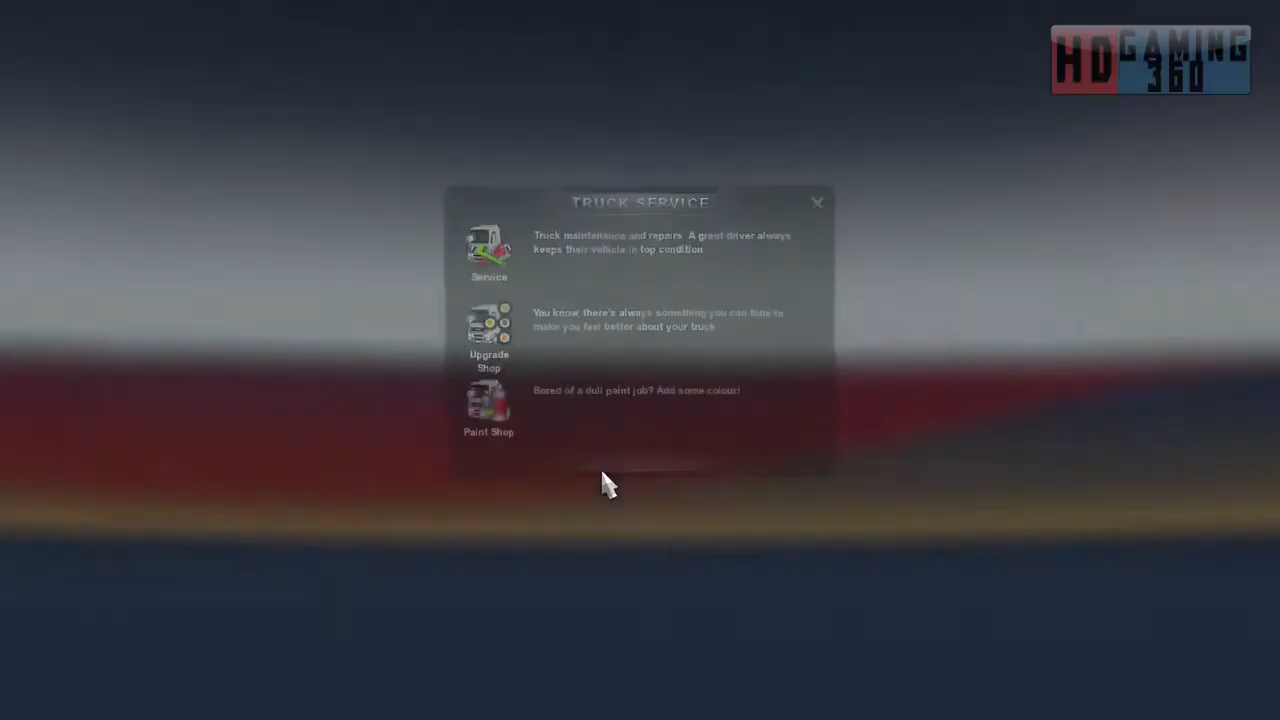 HD GAMING
360
TRUCK SERVICE
Truck maintenance and repairs. A great driver always
keeps their vehicle in top condition
Service
You know, there's always something you can tune to
make you feel better about your truck
Upgrade
Shop
Bored of a dull paint job? Add some colour!
Paint Shop